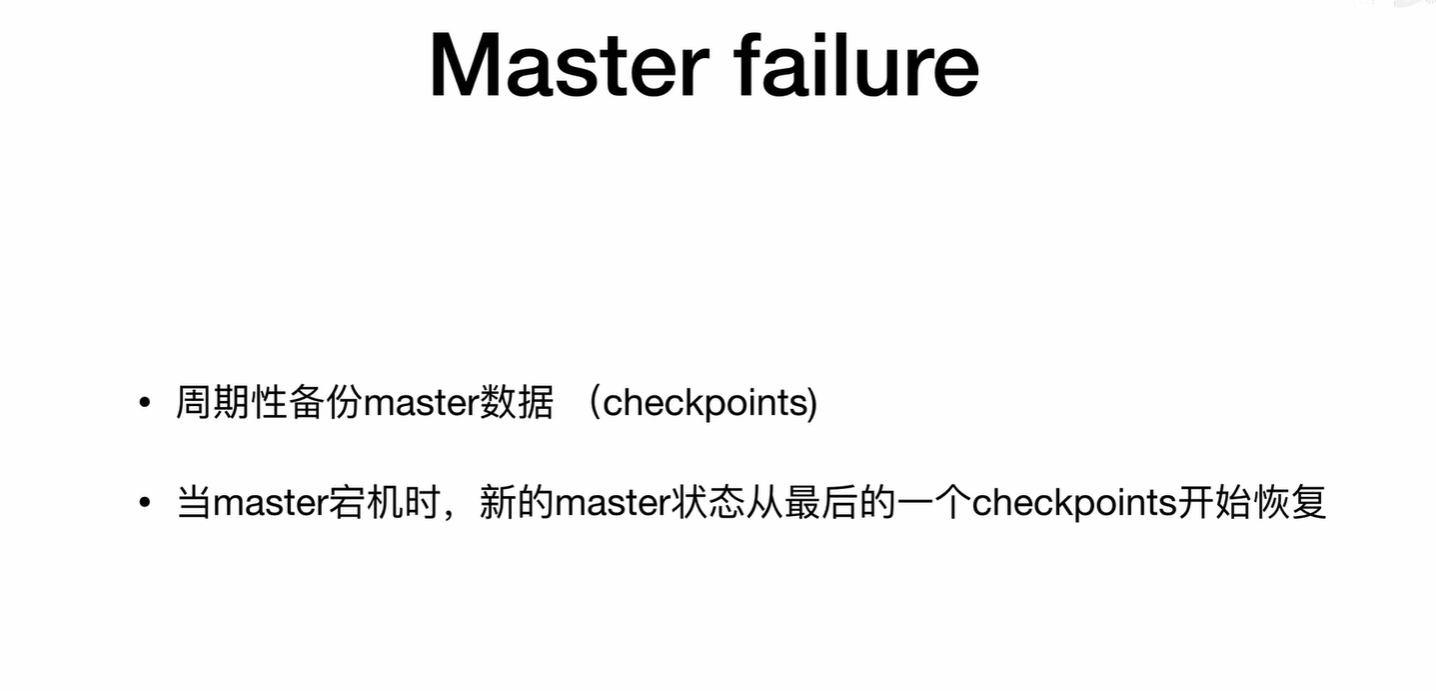 Master failure
• 周期性备份master数据 （checkpoints)
• 当master宕机时，新的master状态从最后的一个checkpoints开始恢复